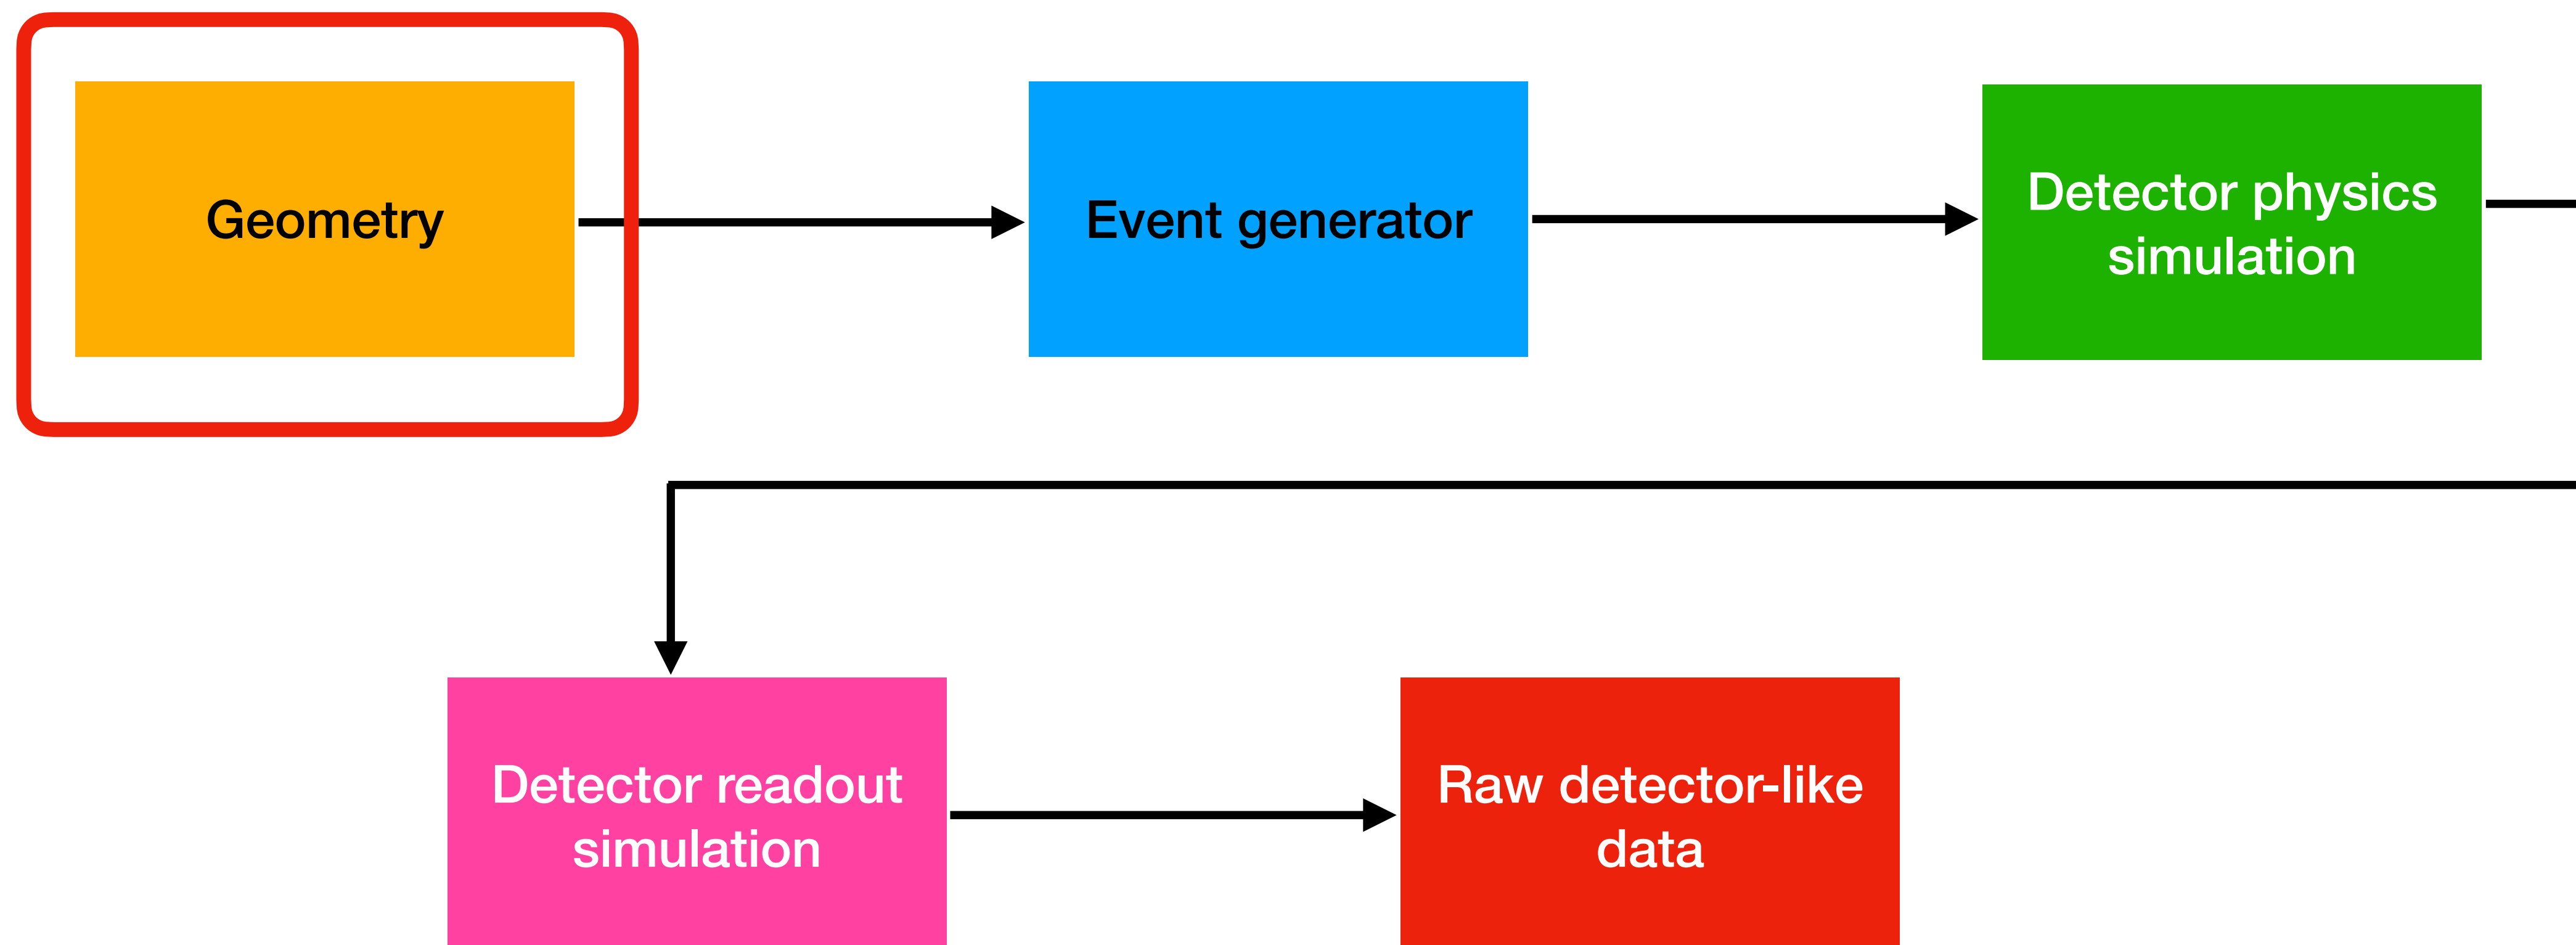 Geometry
Event generator
Detector physics
simulation
Detector readout
simulation
Raw detector-like
data